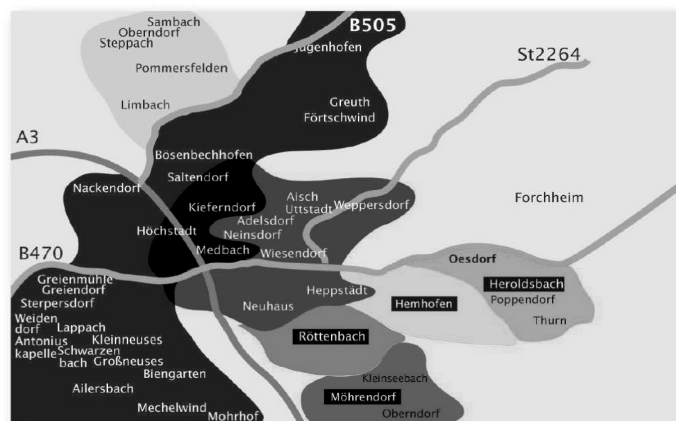 Sambach
Oberndorf
Steppach
B505
Jugenhofen
St2264
Pommersfelden
Limbach
Greuth
Förtschwind
A3
Bösenbechhofen
Saltendorf
Nackendorf
Aisch
Uttstadt
Weppersdorf
Forchheim
Kieferndorf
Adelsdorf
Neinsdorf
Höchstadt
Medbach
Wiesendorf
B470
Oesdorf
Greienmühle
Greiendorf
Heppstädt
Heroldsbach
Sterpersdorf
Neuhaus
Hemhofen
Poppendorf
Weiden
dorf
Lappach
Thurn
Antonius
kapelle
Kleinneuses
Röttenbach
Schwarzen
bach
Großneuses
Biengarten
Kleinseebach
Ailersbach
Möhrendorf
Mechelwind
Mohrhof
Oberndorf